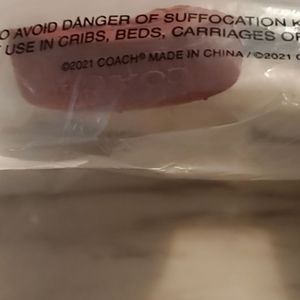 O AVOID DANGER OF SUFFOCATION K
USE IN CRIBS, BEDS, CARRIAGES OF
©2021 COACH® MADE IN CHINA / ©2021 C